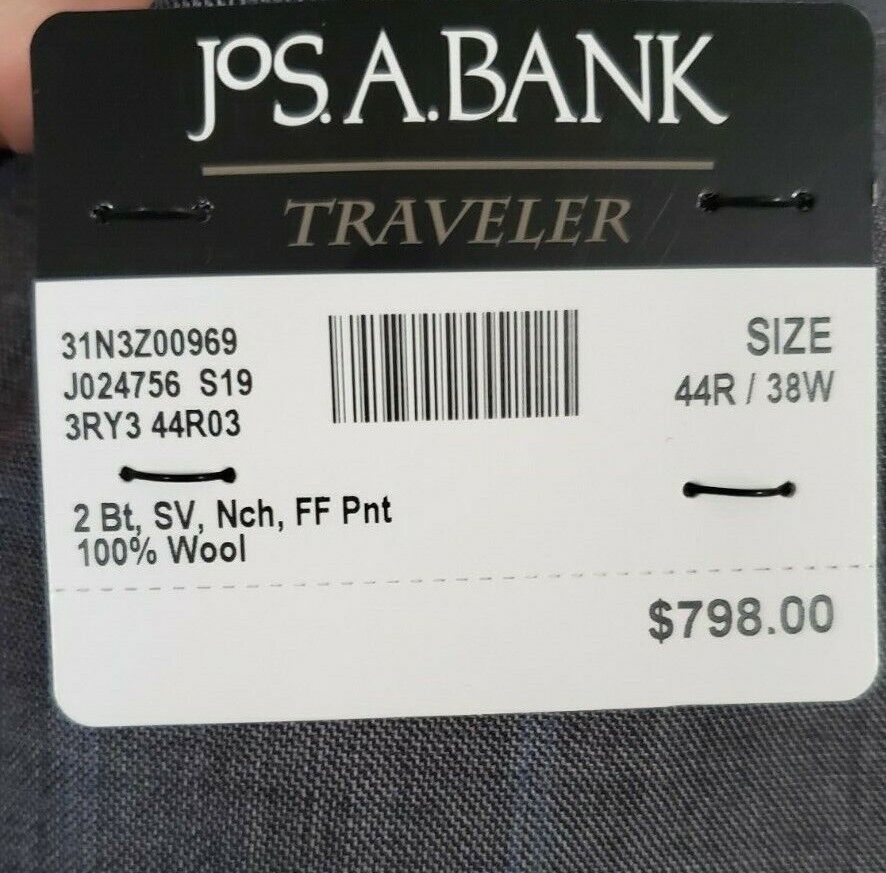 JOS. A. BANK
TRAVELER
31N3Z00969
J024756 S19
3RY3 44R03
SIZE
44R / 38W
2 Bt, SV, Nch, FF Pnt
100% Wool
$798.00